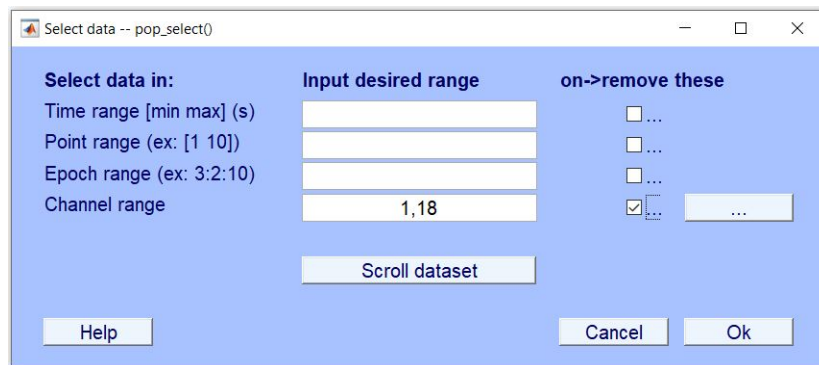 Select data -- pop_select()
Select data in: Input desired range on->remove these
Time range [min max] (s) ...
Point range (ex: [1 10]) ...
Epoch range (ex: 3:2:10) ...
Channel range 1,18 ... ...
Scroll dataset
Help Cancel Ok